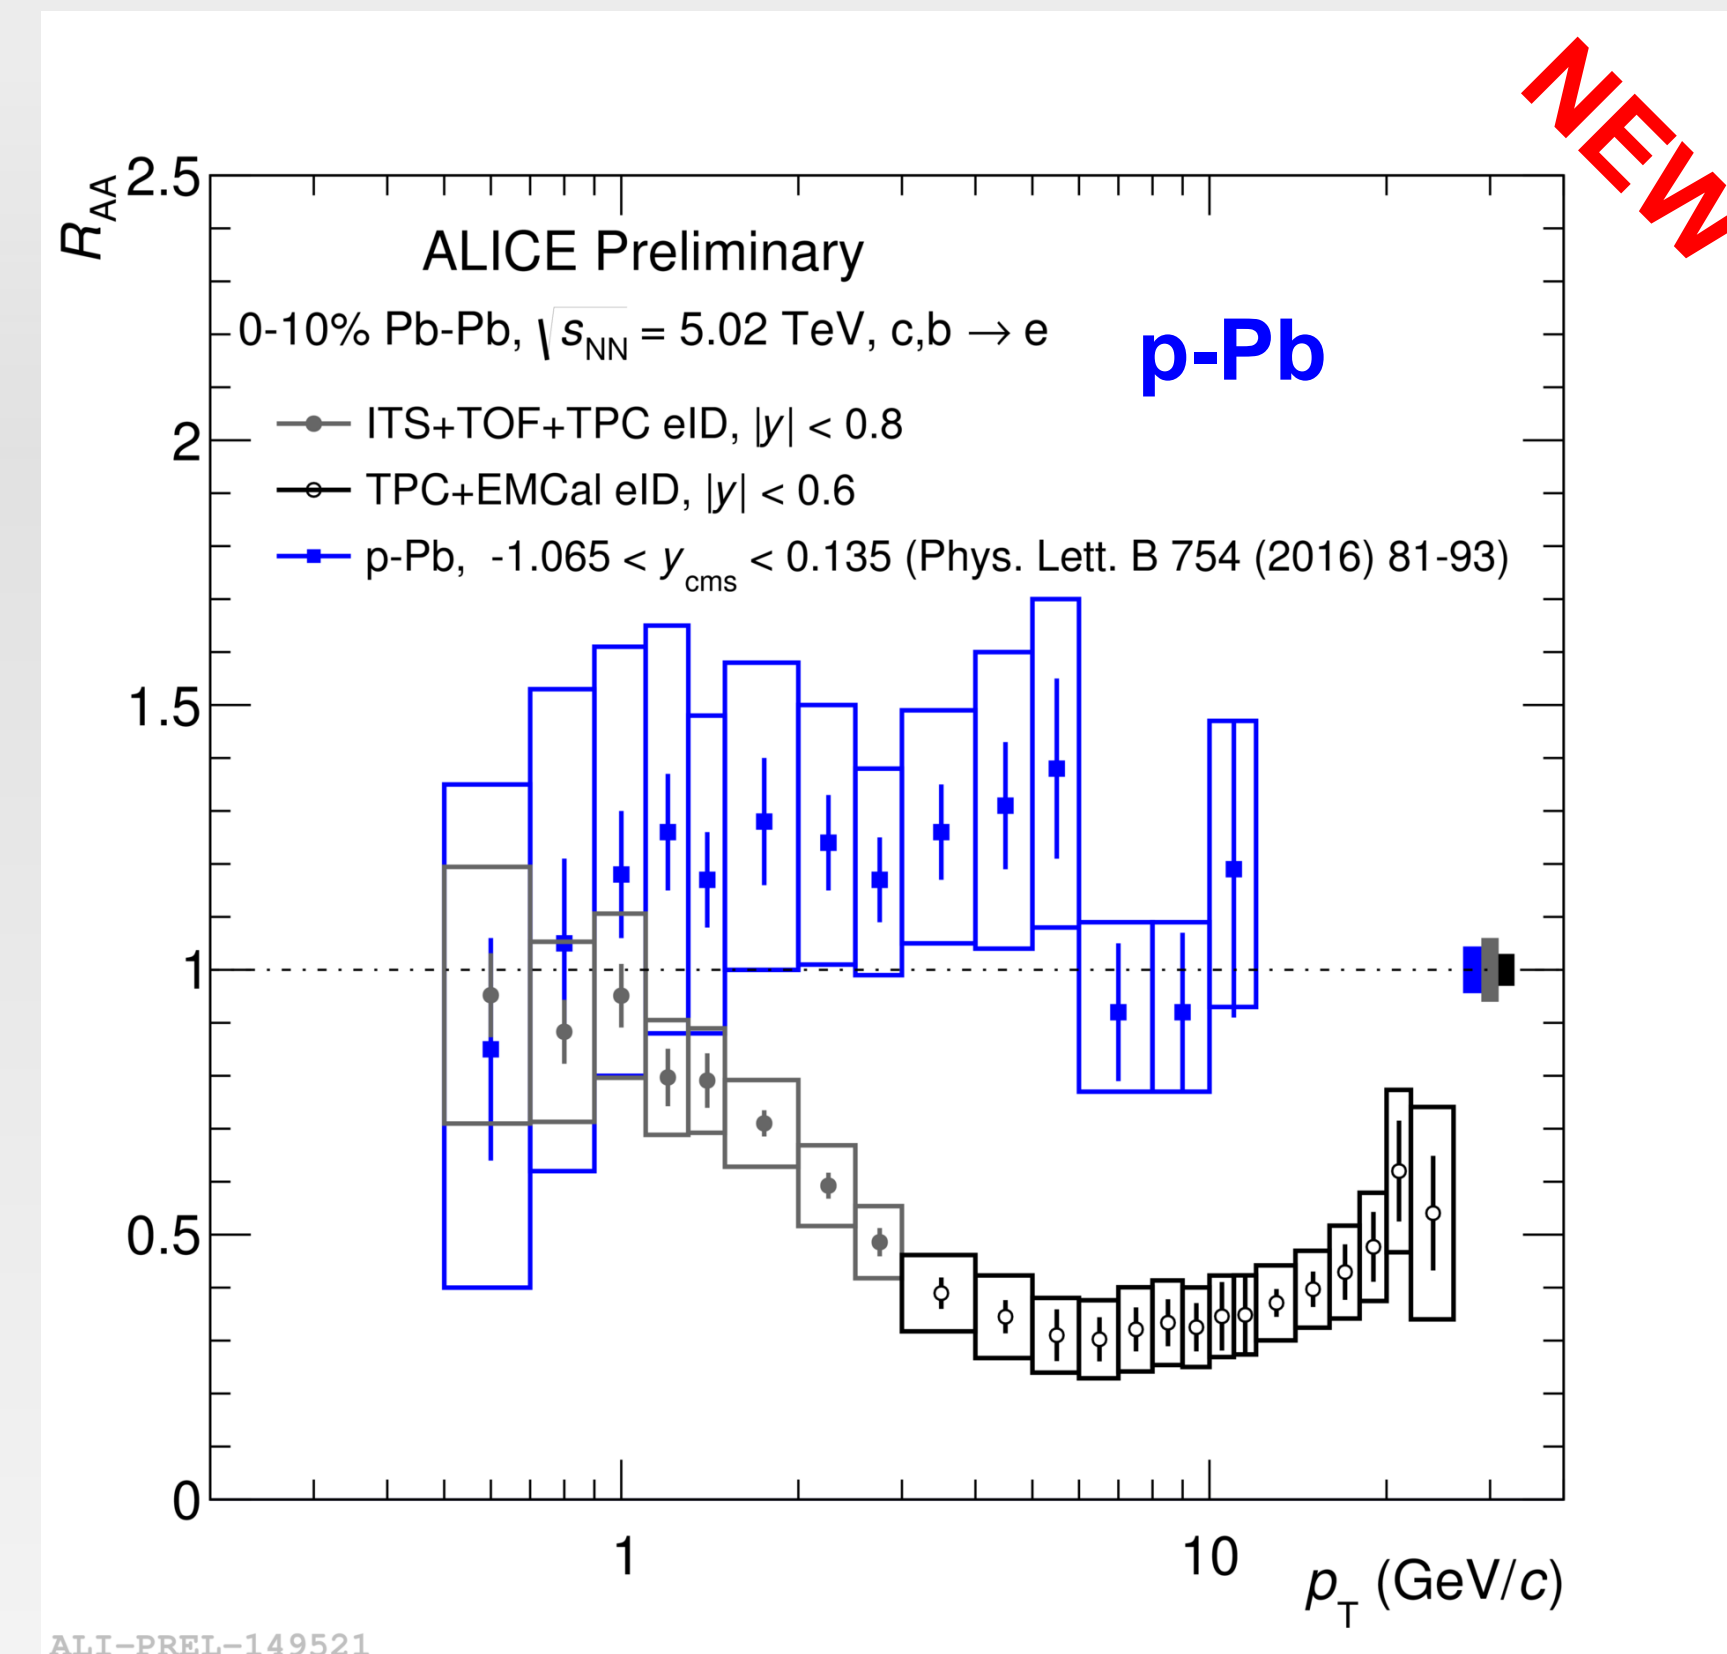 NEW
R_AA
2.5
ALICE Preliminary
0-10% Pb-Pb, √s_NN = 5.02 TeV, c,b → e
p-Pb
ITS+TOF+TPC eID, |y| < 0.8
2
TPC+EMCal eID, |y| < 0.6
p-Pb, -1.065 < y_cms < 0.135 (Phys. Lett. B 754 (2016) 81-93)
1.5
1
0.5
0
1
10
p_T (GeV/c)
ALI-PREL-149521